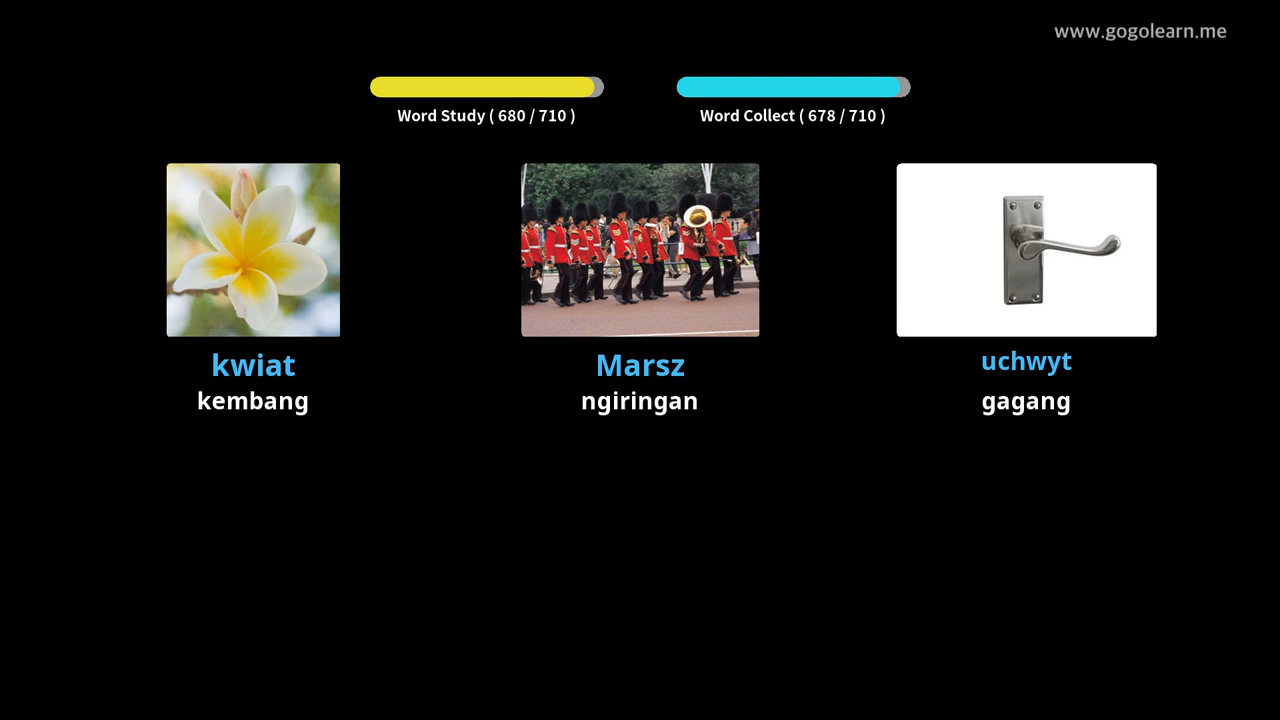 www.gogolearn.me
Word Study ( 680 / 710 )
Word Collect ( 678 / 710 )
kwiat
kembang
Marsz
ngiringan
uchwyt
gagang